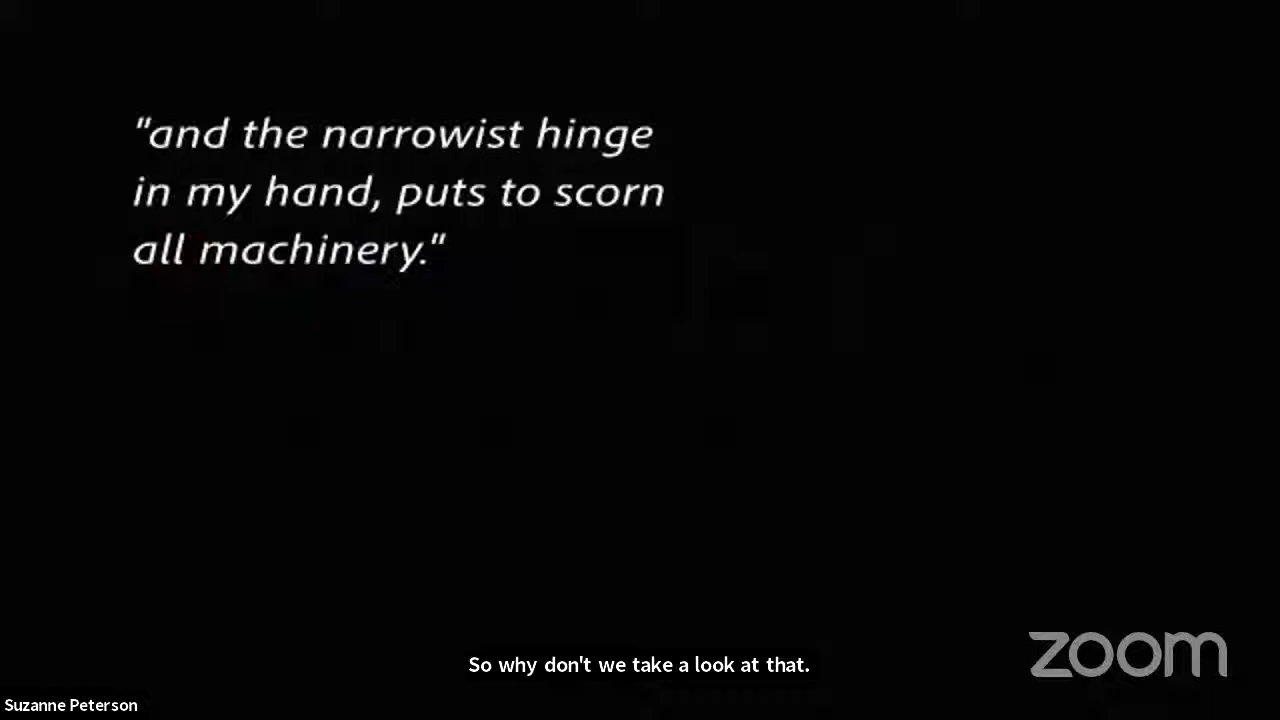 "and the narrowist hinge
in my hand, puts to scorn
all machinery."
So why don't we take a look at that.
zoom
Suzanne Peterson